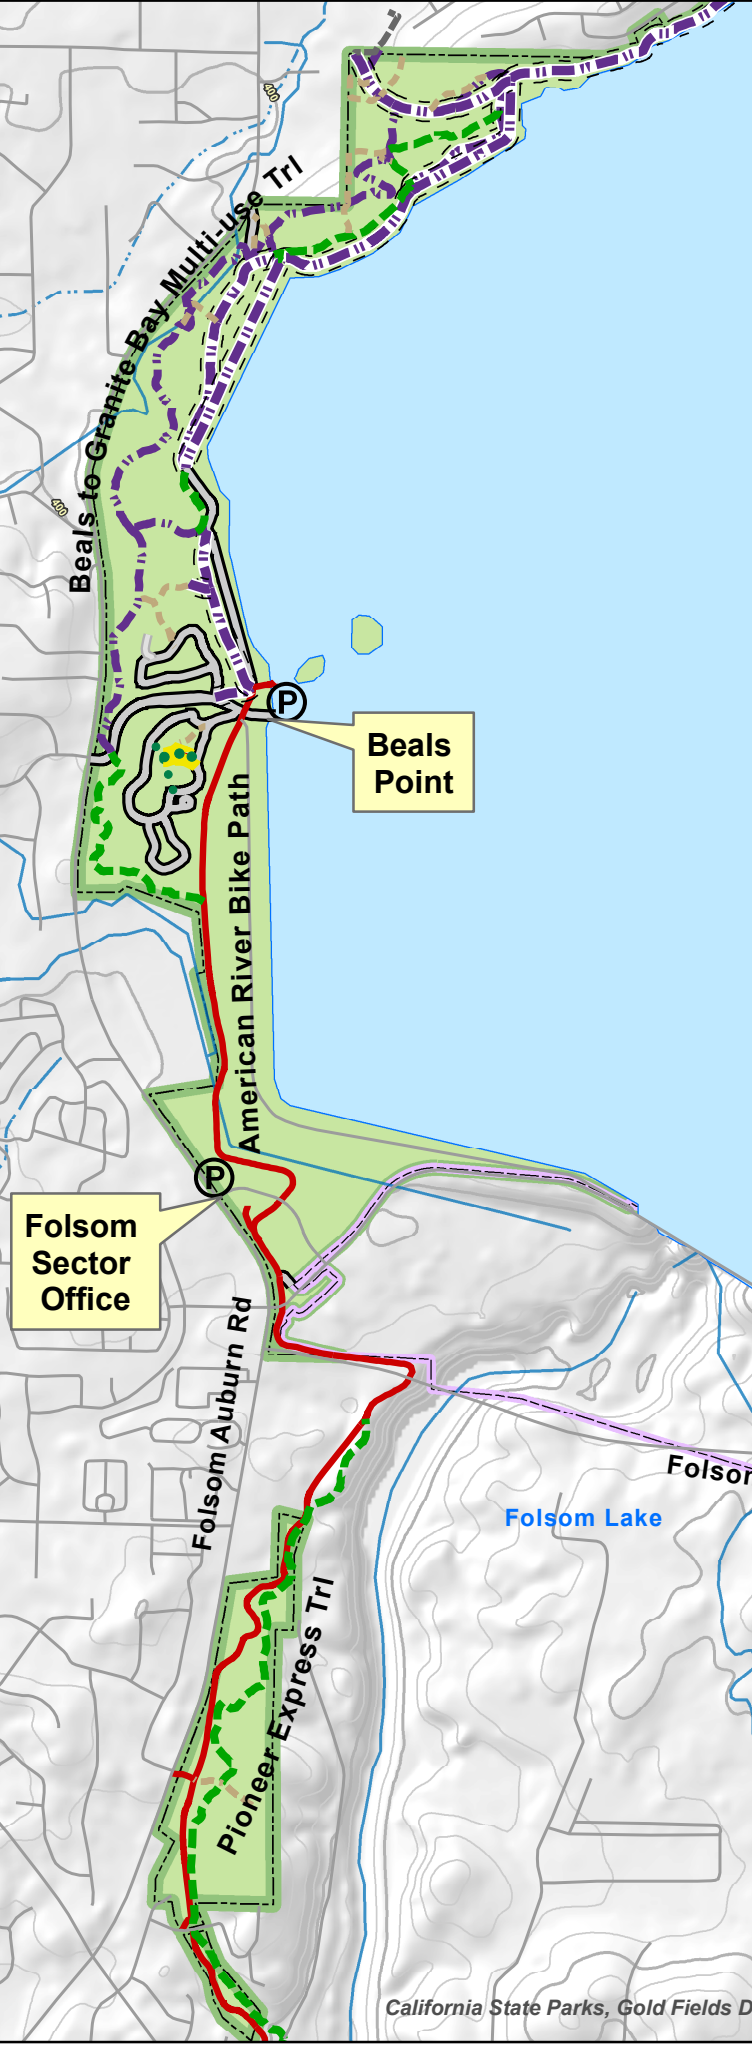 400
Beals to Granite Bay Multi-use Trl
400
P
Beals
Point
American River Bike Path
P
Folsom
Sector
Office
Folsom Auburn Rd
Folsor
Folsom Lake
Pioneer Express Trl
California State Parks, Gold Fields D